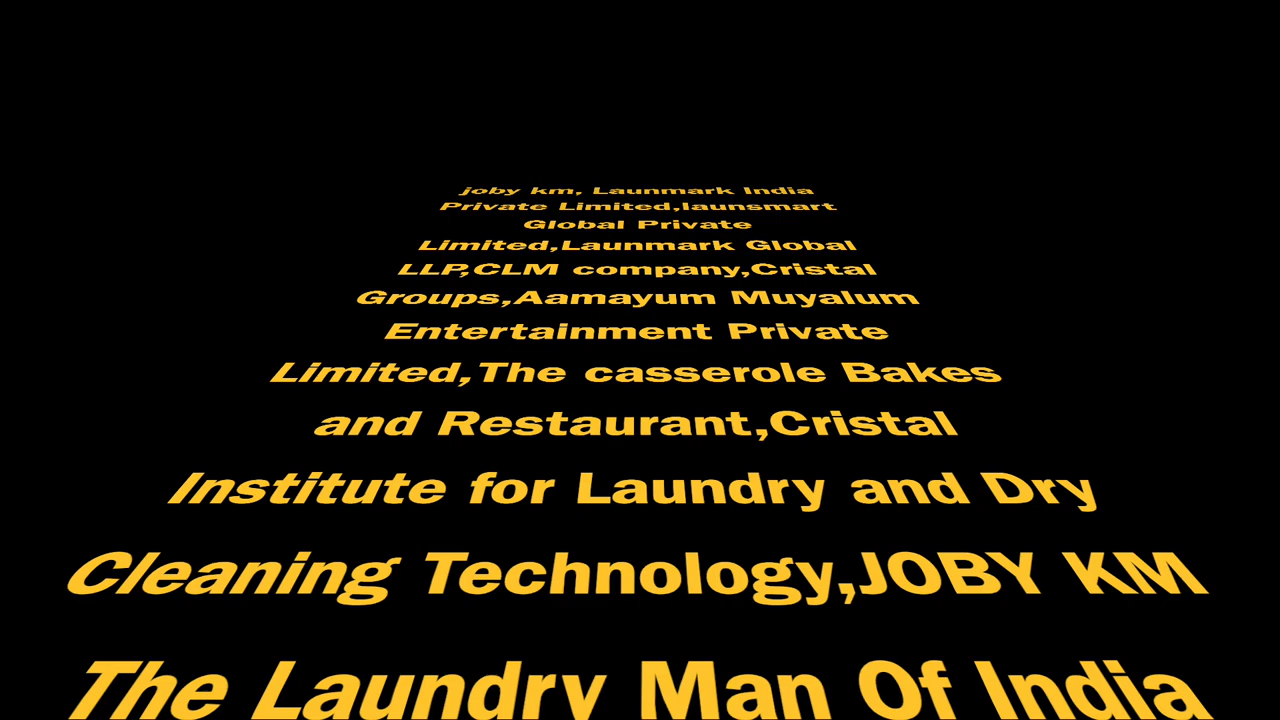 joby km, Launmark India
Private Limited,launsmart
Global Private
Limited,Launmark Global
LLP,CLM company,Cristal
Groups,Aamayum Muyalum
Entertainment Private
Limited,The casserole Bakes
and Restaurant,Cristal
Institute for Laundry and Dry
Cleaning Technology,JOBY KM
The Laundry Man Of India